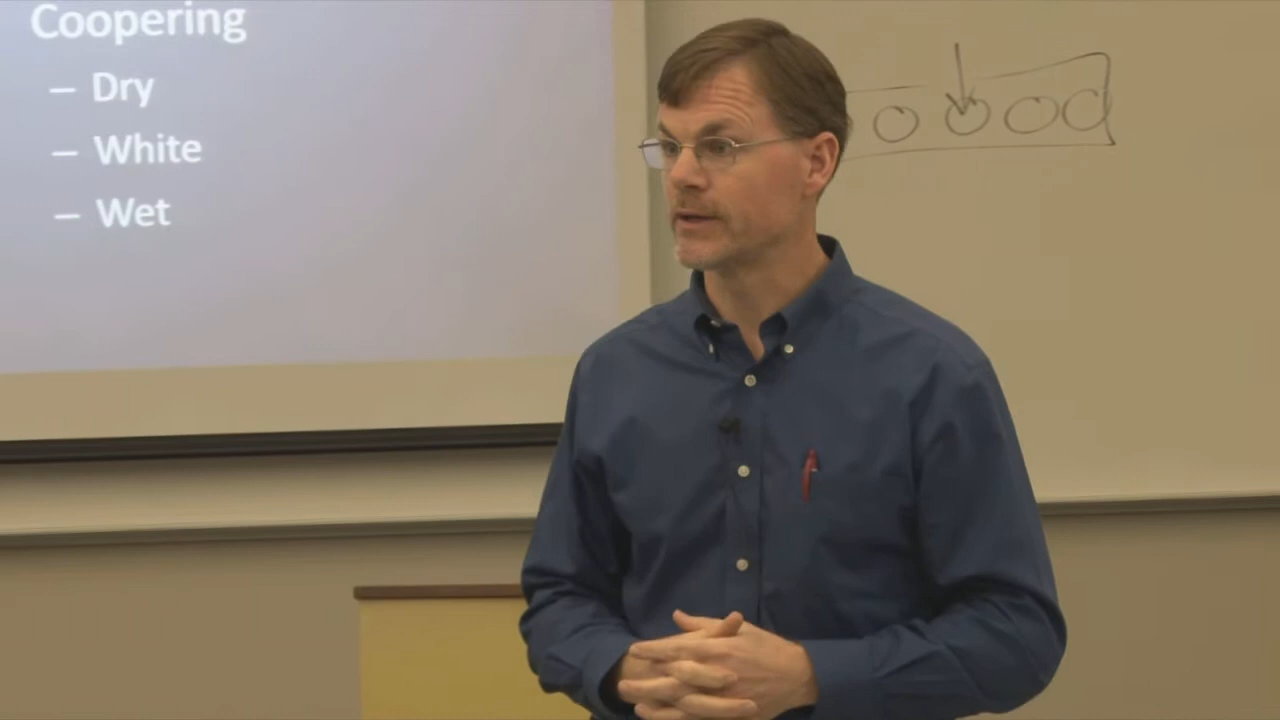 Coopering
– Dry
– White
– Wet